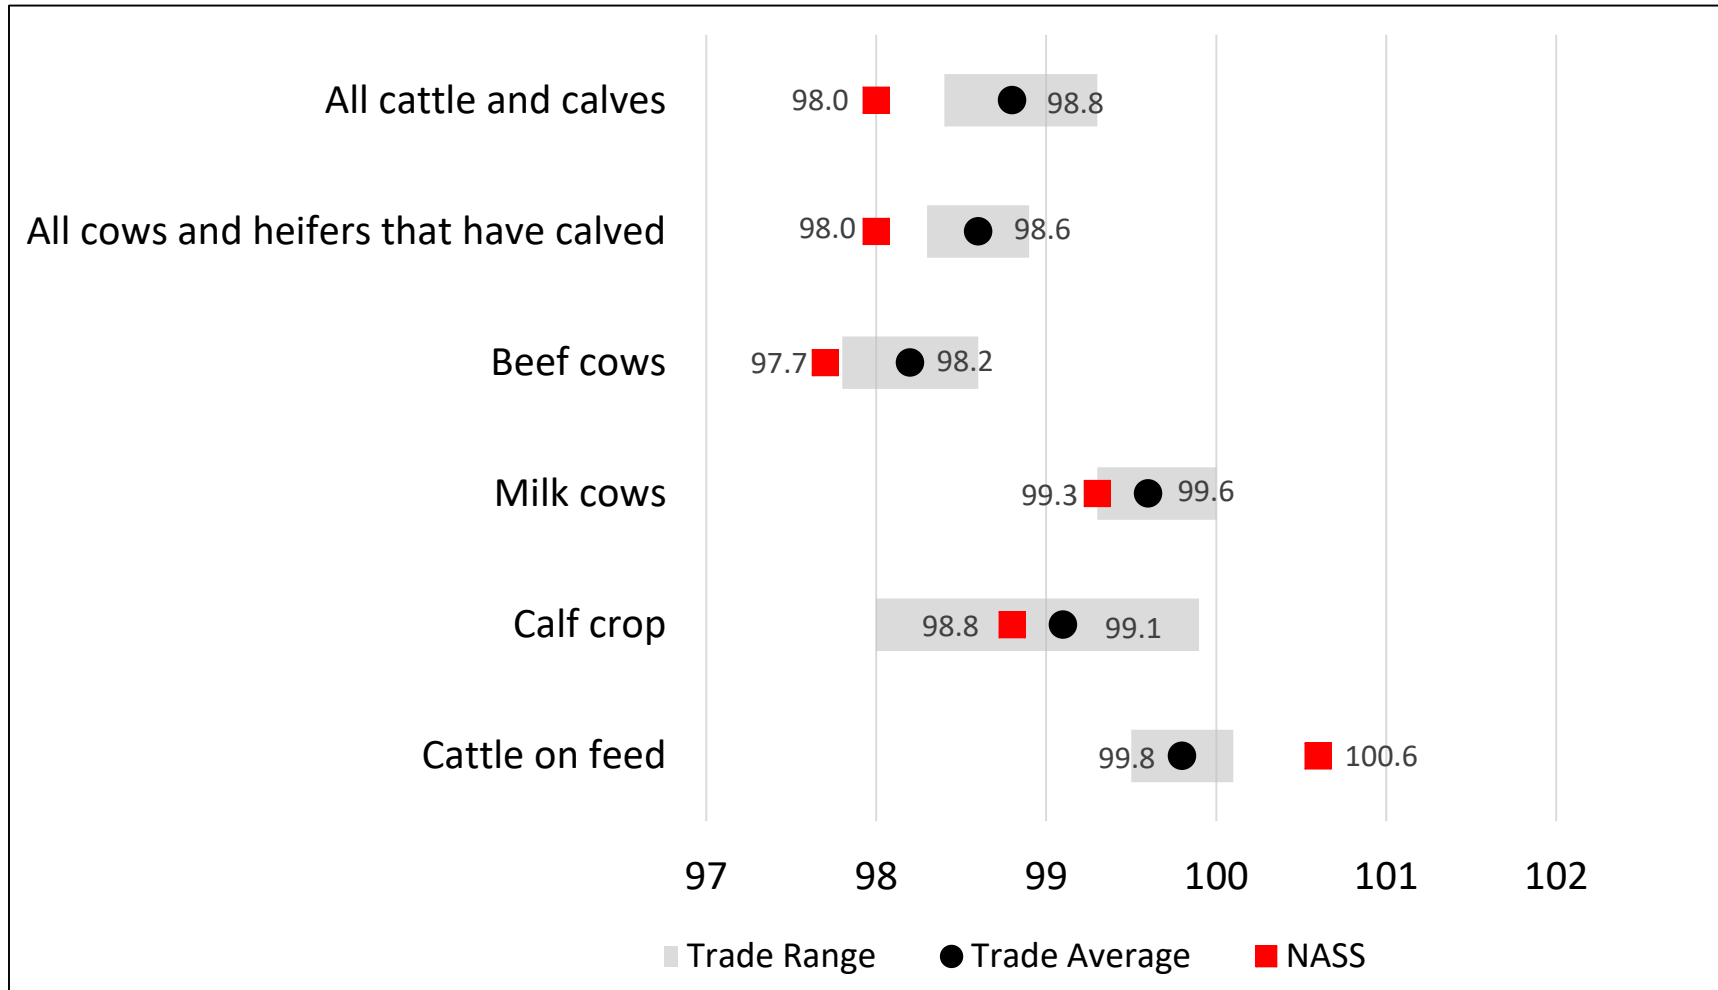 All cattle and calves 98.0 98.8
All cows and heifers that have calved 98.0 98.6
Beef cows 97.7 98.2
Milk cows 99.3 99.6
Calf crop 98.8 99.1
Cattle on feed 99.8 100.6
97 98 99 100 101 102
Trade Range Trade Average NASS